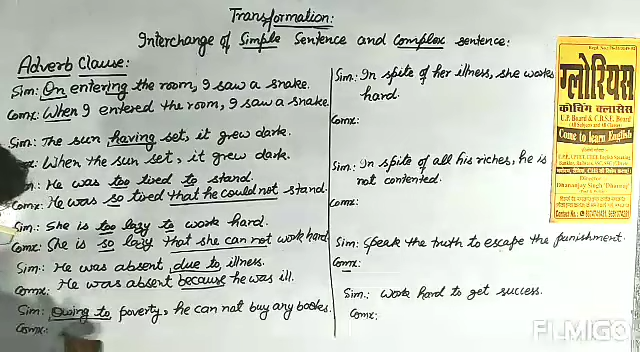 Transformation:
Interchange of Simple Sentence and Complex sentence:
Adverb Clause:
Sim: On entering the room, I saw a snake.
Comx: When I entered the room, I saw a snake.
Sim: The sun having set, it grew dark.
When the sun set, it grew dark.
He was too tired to stand.
Comx: He was so tired that he could not stand.
Sim: She is too lazy to work hard.
Comx: She is so lazy that she can not work hard
Sim: He was absent due to illness.
Comx: He was absent because he was ill.
Sim: Owing to poverty, he can not buy any books.
Comx:
Sim: In spite of her illness, she works
hard.
Comx:
Sim: In spite of all his riches, he is
not contented.
Comx:
Sim: Speak the truth to escape the punishment.
Comx:
Sim: work hard to get success.
Comx:
ग्लोरियस
कोचिंग क्लासेस
U.P. Board & C.B.S.E. Board
Come to learn English
Director
Dhananjay Singh
Contact No.:
FILMIGO